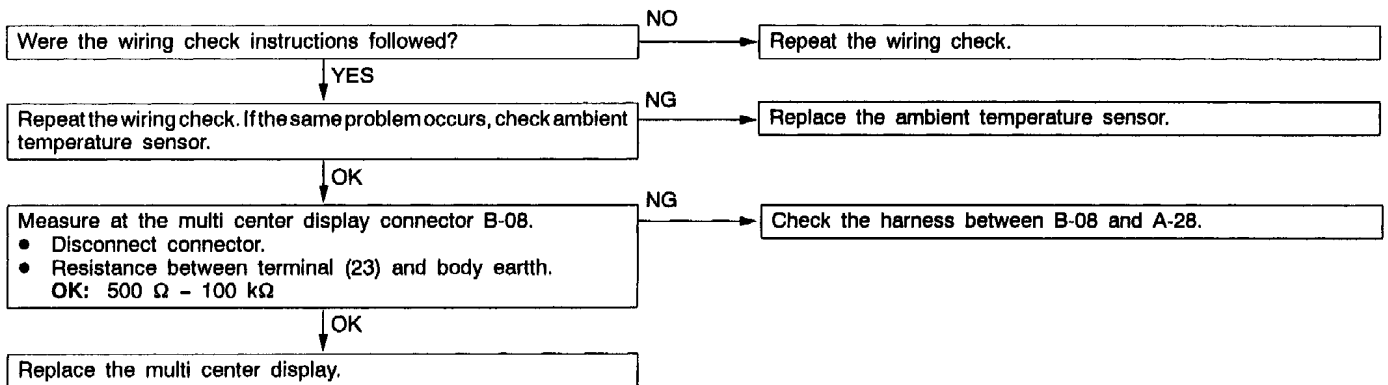 NO
Were the wiring check instructions followed?
Repeat the wiring check.
YES
NG
Repeat the wiring check. If the same problem occurs, check ambient
temperature sensor.
Replace the ambient temperature sensor.
OK
NG
Measure at the multi center display connector B-08.
● Disconnect connector.
● Resistance between terminal (23) and body eartth.
OK: 500 Ω – 100 kΩ
Check the harness between B-08 and A-28.
OK
Replace the multi center display.